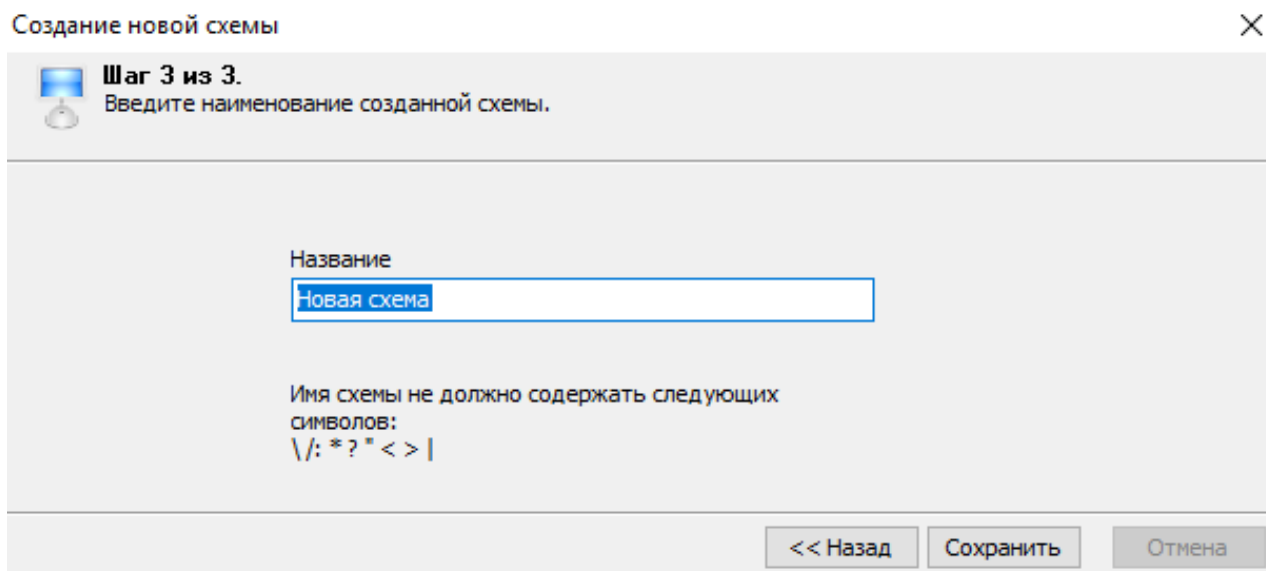 Создание новой схемы
Шаг 3 из 3.
Введите наименование созданной схемы.
Название
Новая схема
Имя схемы не должно содержать следующих
символов:
\ /: * ? " < > |
<< Назад
Сохранить
Отмена